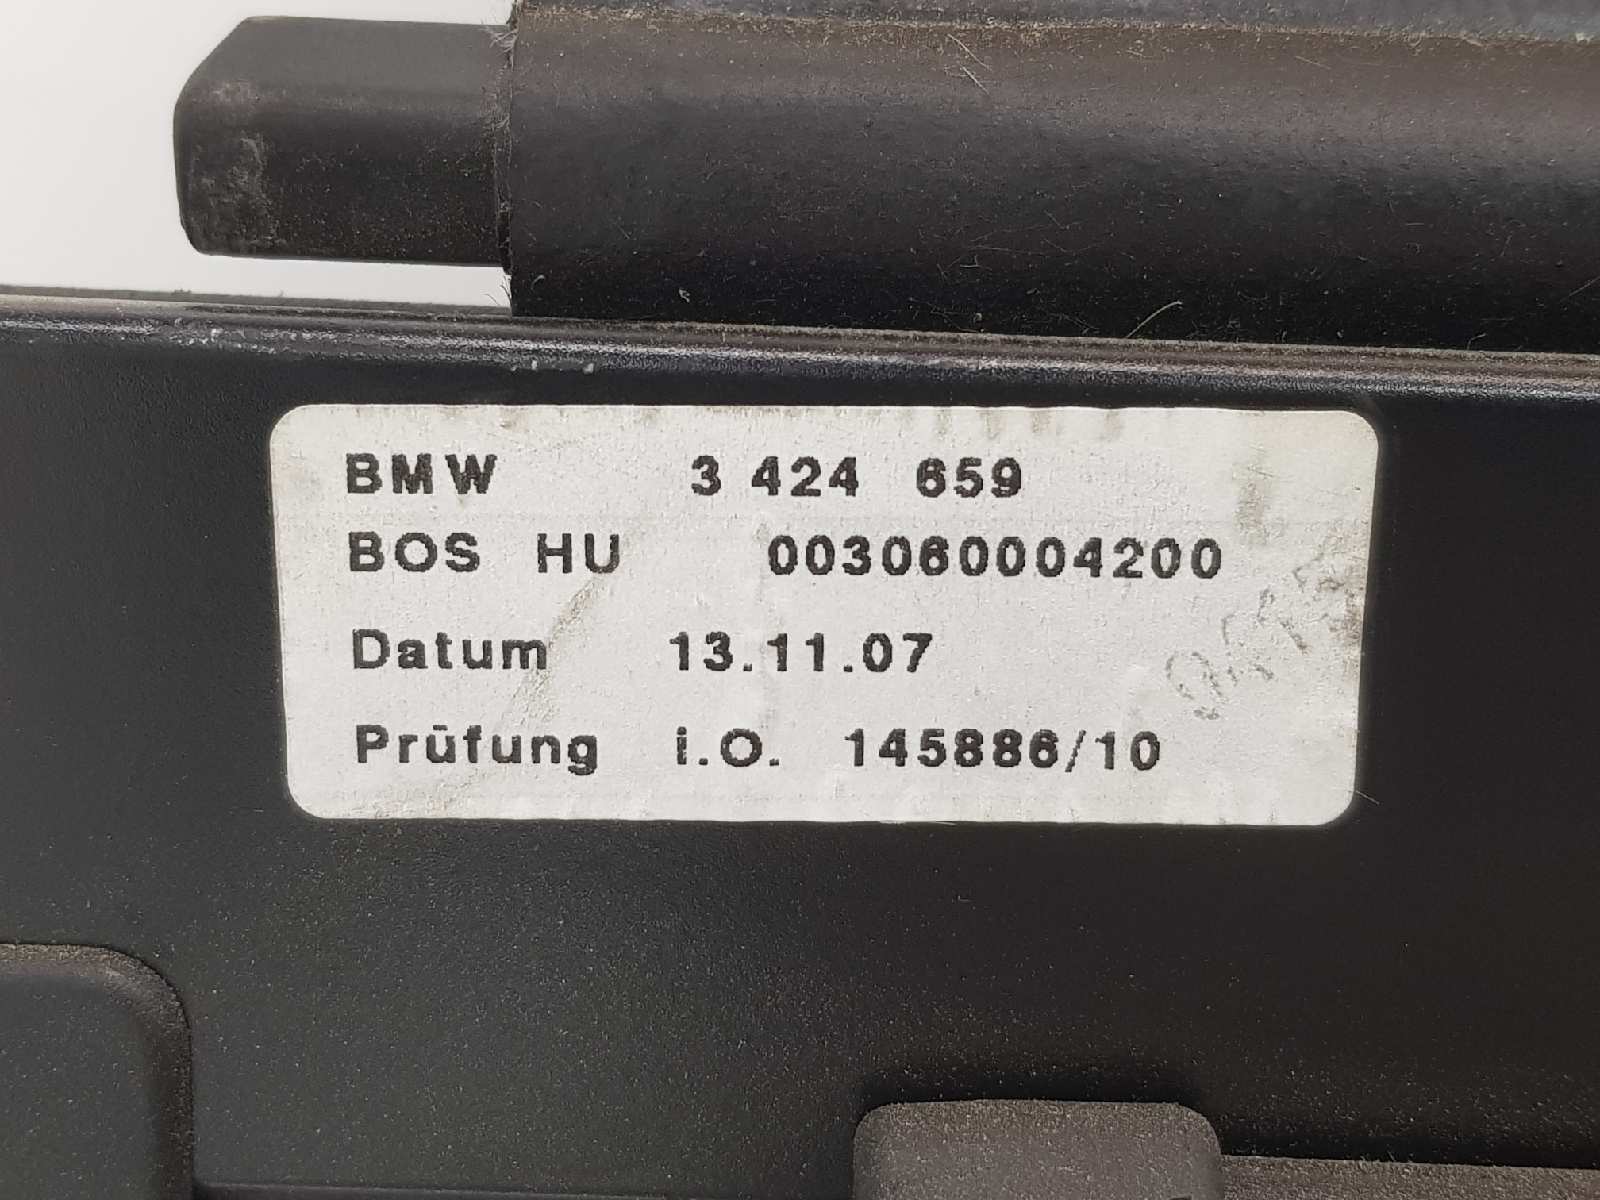 BMW 3 424 659
BOS HU 003060004200
Datum 13.11.07
Prüfung i.O. 145886/10